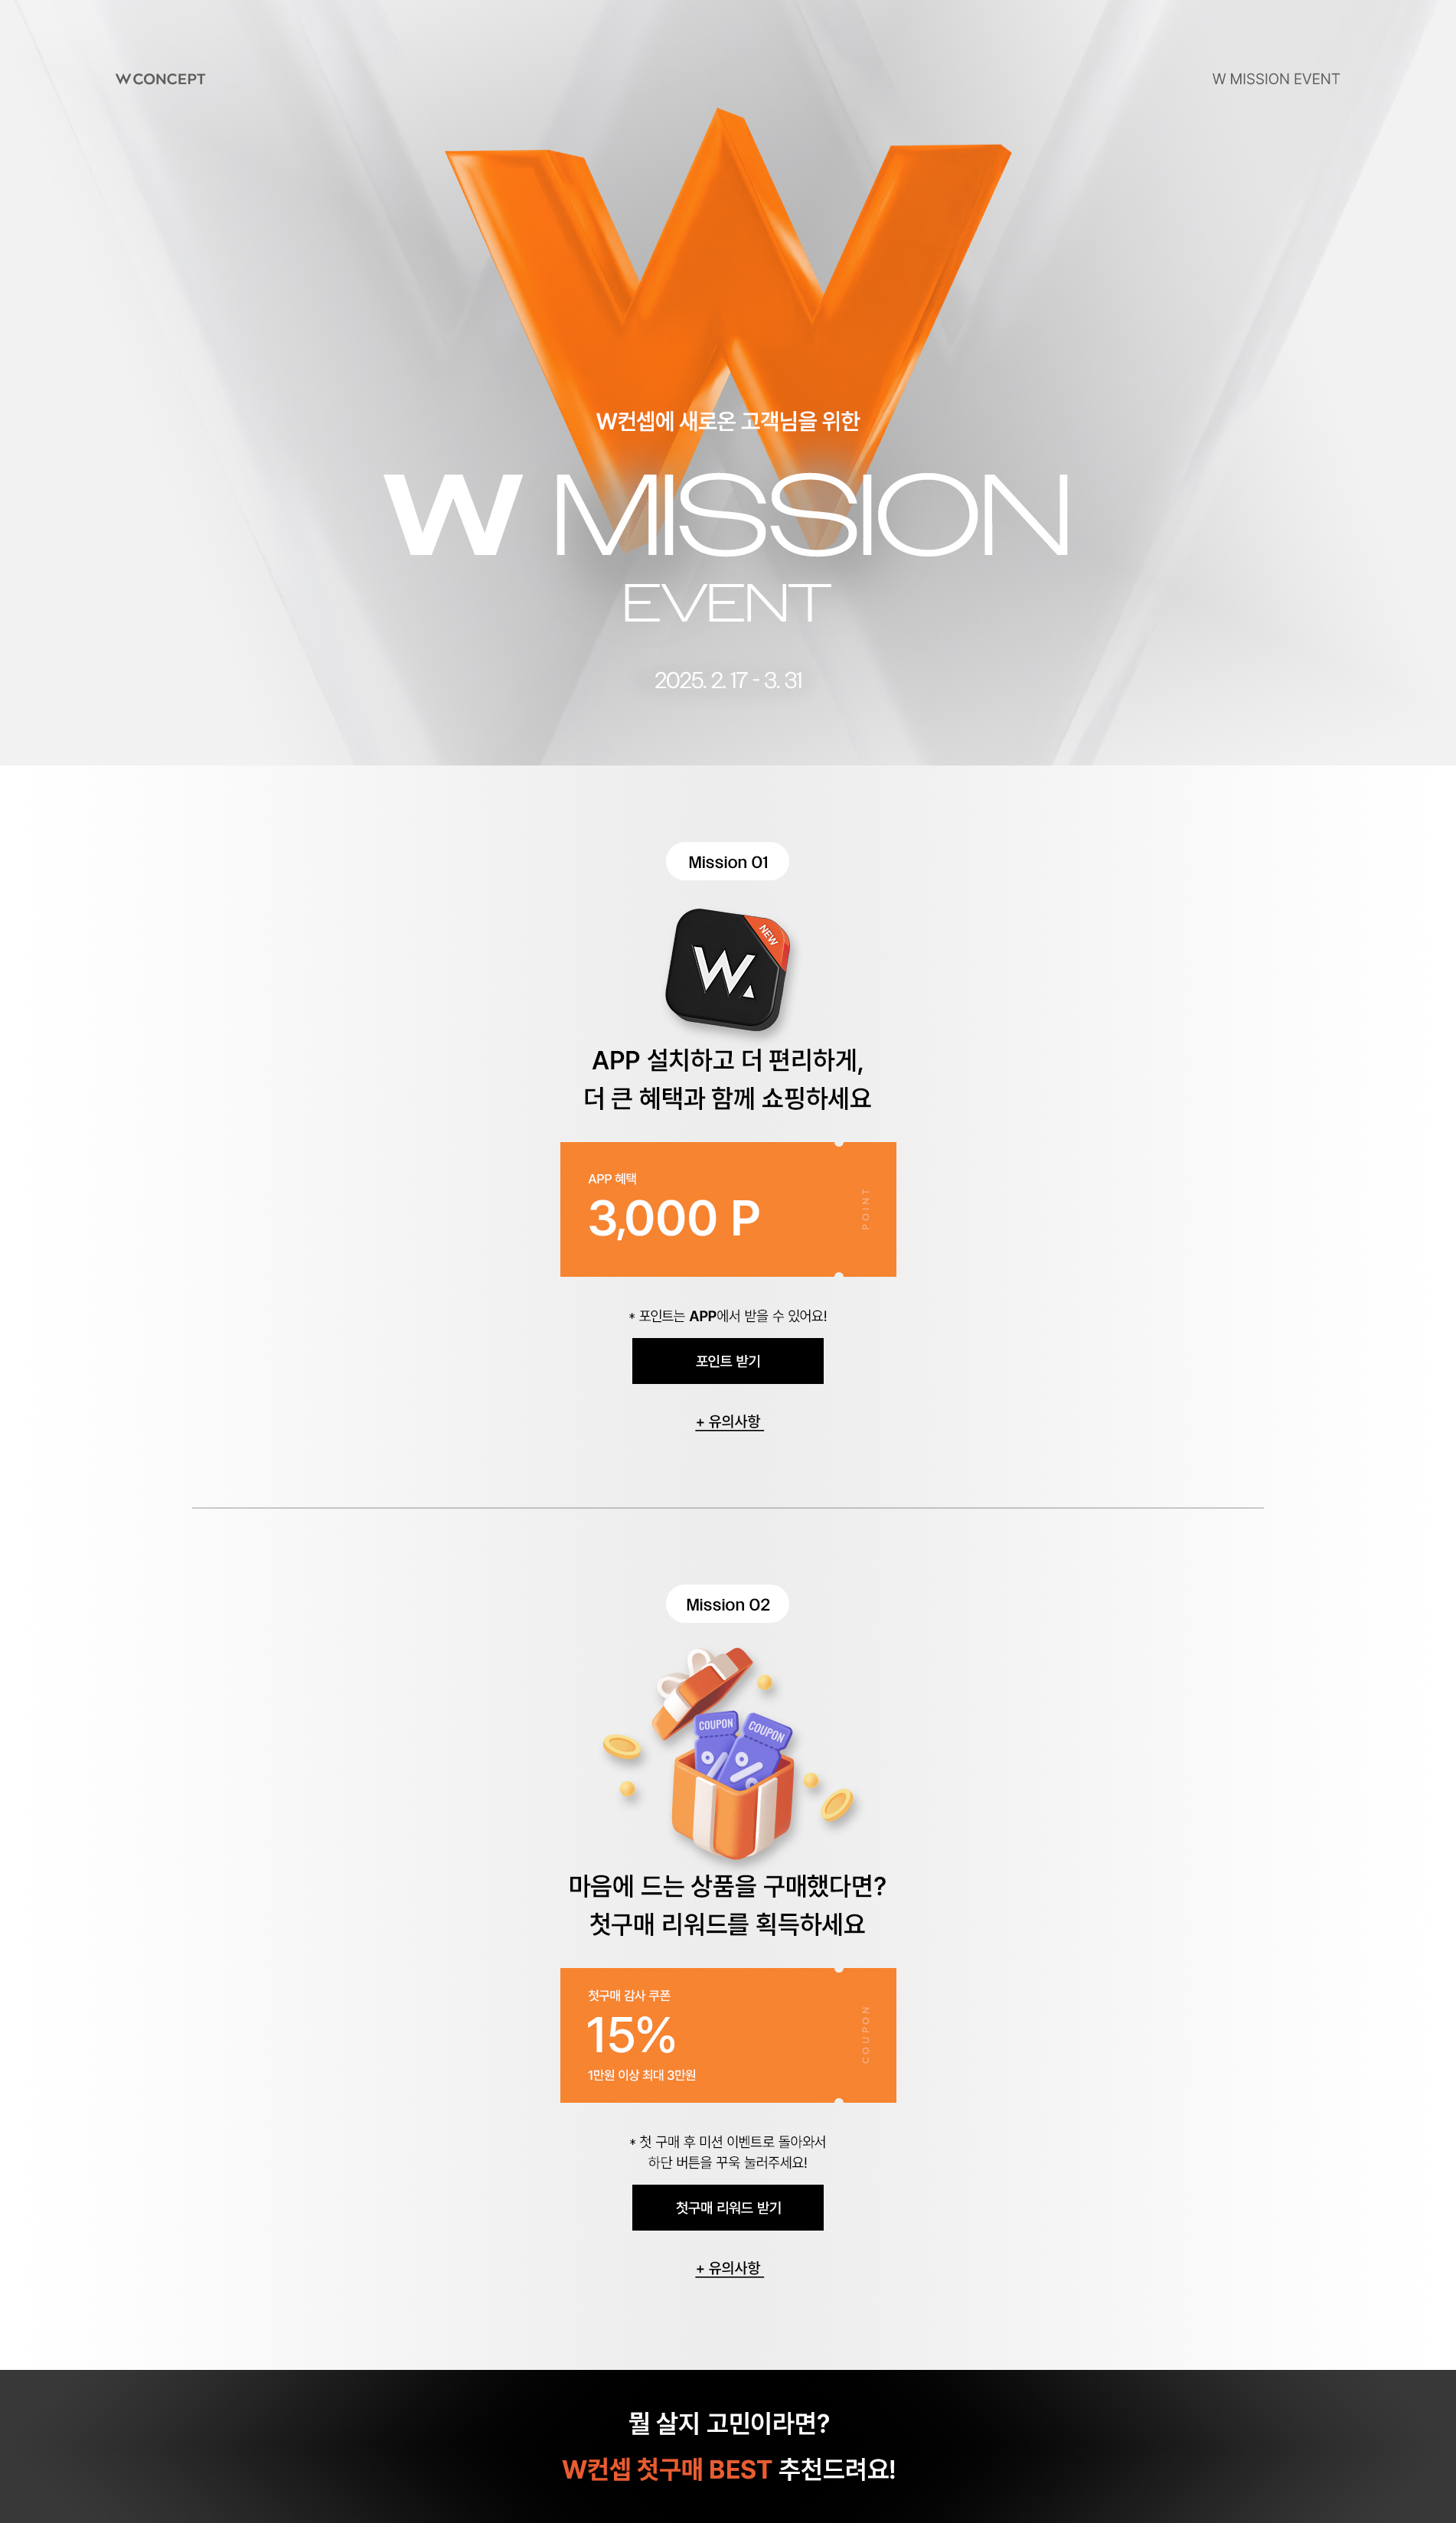 W CONCEPT
W MISSION EVENT
W컨셉에 새로온 고객님을 위한
W MISSION
EVENT
2025. 2. 17 - 3. 31
Mission 01
W.
NEW
APP 설치하고 더 편리하게,
더 큰 혜택과 함께 쇼핑하세요
APP 혜택
3,000 P
POINT
* 포인트는 APP에서 받을 수 있어요!
포인트 받기
+ 유의사항
Mission 02
COUPON
COUPON
%
%
마음에 드는 상품을 구매했다면?
첫구매 리워드를 획득하세요
첫구매 감사 쿠폰
15%
1만원 이상 최대 3만원
COUPON
* 첫 구매 후 미션 이벤트로 돌아와서
하단 버튼을 꾸욱 눌러주세요!
첫구매 리워드 받기
+ 유의사항
뭘 살지 고민이라면?
W컨셉 첫구매 BEST 추천드려요!